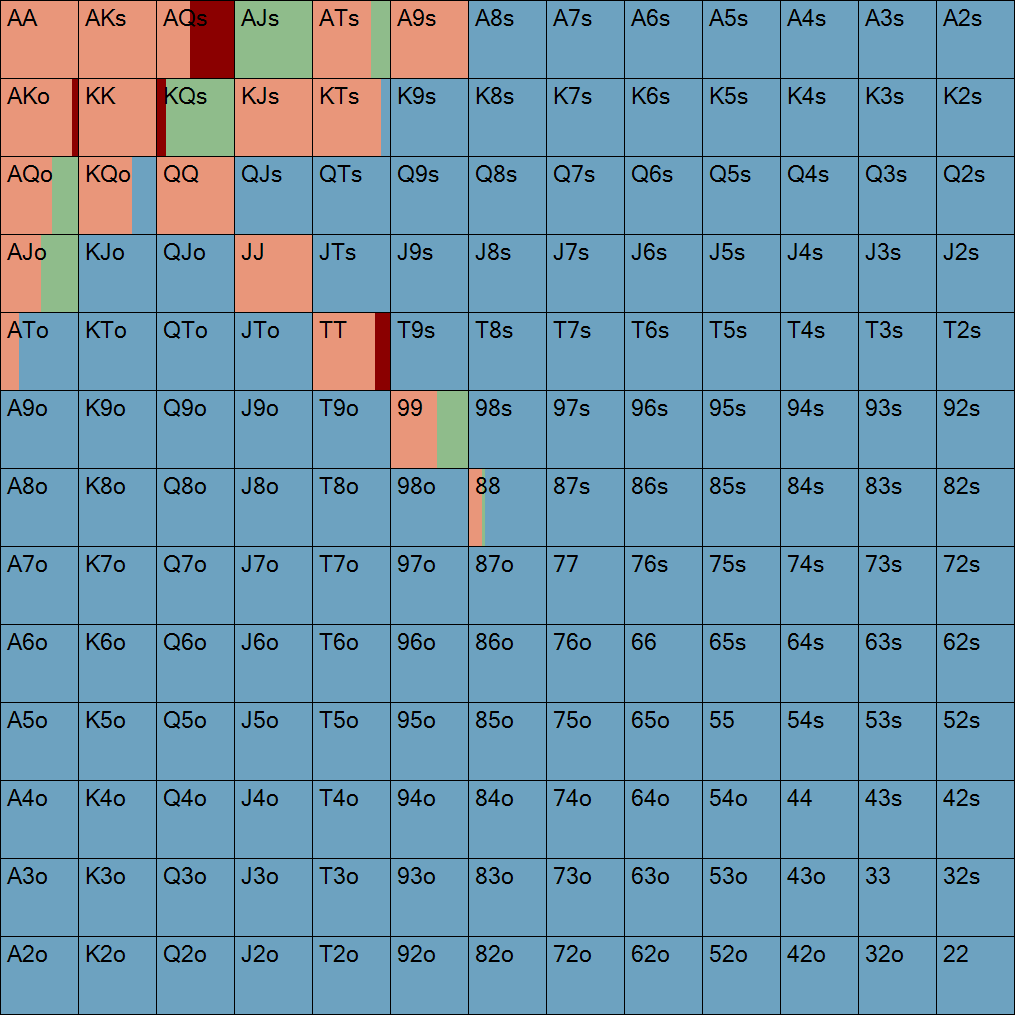 AA AKs AQs AJs ATs A9s A8s A7s A6s A5s A4s A3s A2s
AKo KK KQs KJs KTs K9s K8s K7s K6s K5s K4s K3s K2s
AQo KQo QQ QJs QTs Q9s Q8s Q7s Q6s Q5s Q4s Q3s Q2s
AJo KJo QJo JJ JTs J9s J8s J7s J6s J5s J4s J3s J2s
ATo KTo QTo JTo TT T9s T8s T7s T6s T5s T4s T3s T2s
A9o K9o Q9o J9o T9o 99 98s 97s 96s 95s 94s 93s 92s
A8o K8o Q8o J8o T8o 98o 88 87s 86s 85s 84s 83s 82s
A7o K7o Q7o J7o T7o 97o 87o 77 76s 75s 74s 73s 72s
A6o K6o Q6o J6o T6o 96o 86o 76o 66 65s 64s 63s 62s
A5o K5o Q5o J5o T5o 95o 85o 75o 65o 55 54s 53s 52s
A4o K4o Q4o J4o T4o 94o 84o 74o 64o 54o 44 43s 42s
A3o K3o Q3o J3o T3o 93o 83o 73o 63o 53o 43o 33 32s
A2o K2o Q2o J2o T2o 92o 82o 72o 62o 52o 42o 32o 22